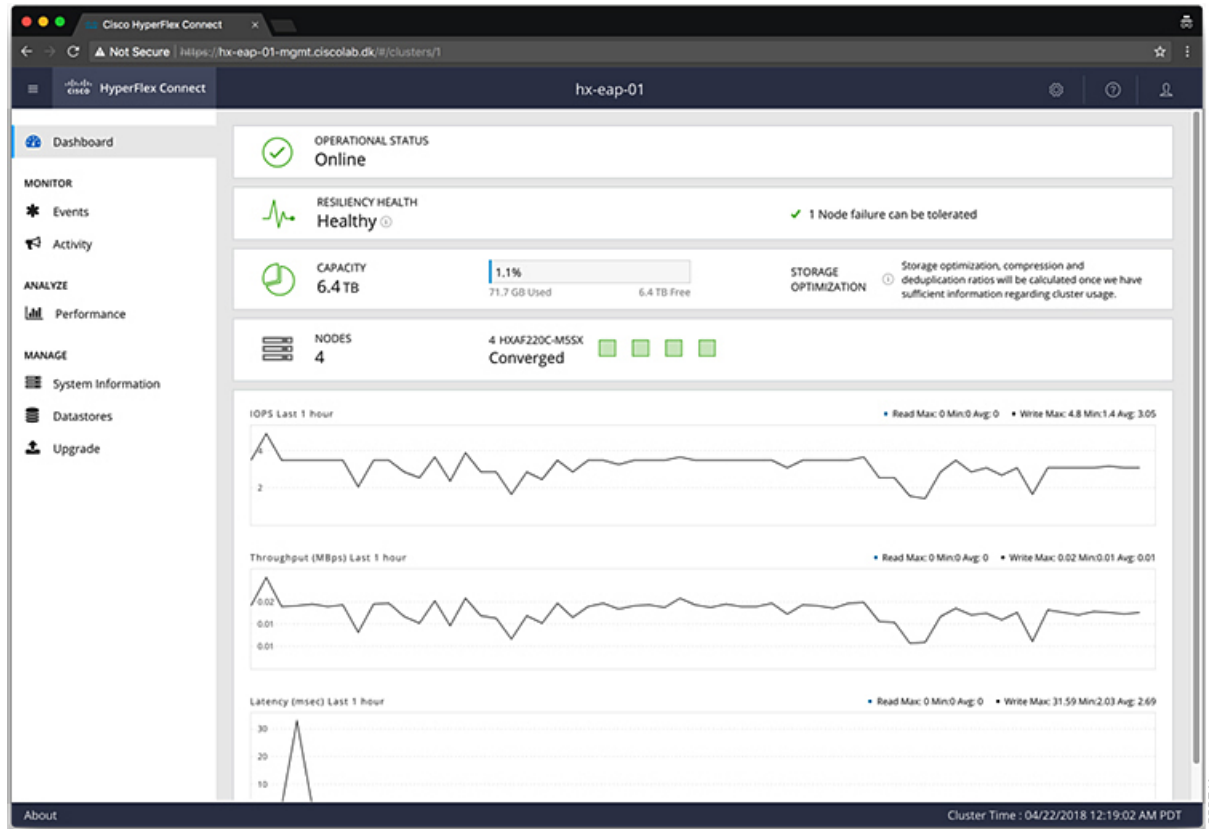 Cisco HyperFlex Connect ×
Not Secure | https://hx-eap-01-mgmt.ciscolab.dk/#/clusters/1
cisco HyperFlex Connect hx-eap-01
Dashboard
MONITOR
Events
Activity
ANALYZE
Performance
MANAGE
System Information
Datastores
Upgrade
OPERATIONAL STATUS
Online
RESILIENCY HEALTH
Healthy
1 Node failure can be tolerated
CAPACITY
6.4 TB
1.1%
71.7 GB Used 6.4 TB Free
STORAGE
OPTIMIZATION
Storage optimization, compression and
deduplication ratios will be calculated once we have
sufficient information regarding cluster usage.
NODES
4
4 HXAF220C-M5SX
Converged
IOPS Last 1 hour Read Max: 0 Min:0 Avg: 0 Write Max: 4.8 Min:1.4 Avg: 3.05
4
2
Throughput (MBps) Last 1 hour Read Max: 0 Min:0 Avg: 0 Write Max: 0.02 Min:0.01 Avg: 0.01
0.02
0.01
0.01
Latency (msec) Last 1 hour Read Max: 0 Min:0 Avg: 0 Write Max: 31.59 Min:2.03 Avg: 2.69
30
20
10
About Cluster Time : 04/22/2018 12:19:02 AM PDT